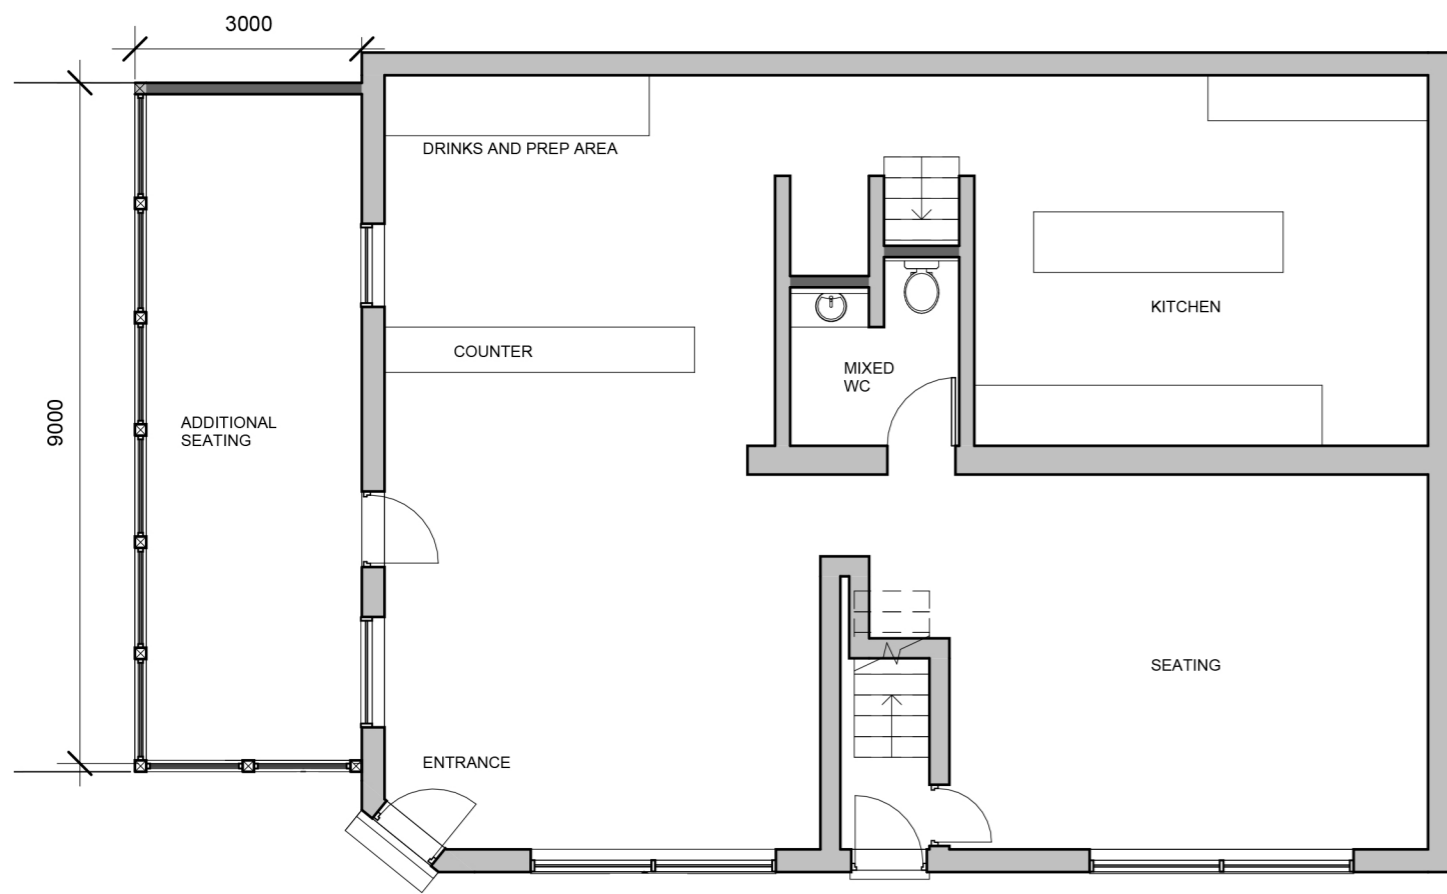 3000
DRINKS AND PREP AREA
KITCHEN
COUNTER
MIXED
WC
9000
ADDITIONAL
SEATING
SEATING
ENTRANCE